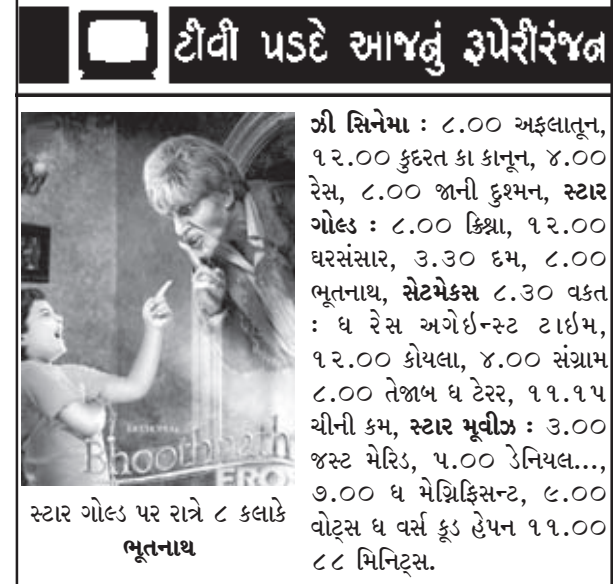 ટીવી પડદે આજનું રૂપેરીરંજન
ઝી સિનેમા : ૮.૦૦ અફલાતૂન,
૧૨.૦૦ કુદરત કા કાનૂન, ૪.૦૦
રેસ, ૮.૦૦ જાની દુશ્મન, સ્ટાર
ગોલ્ડ : ૮.૦૦ ક્રિશ્ના, ૧૨.૦૦
ઘરસંસાર, ૩.૩૦ દમ, ૮.૦૦
ભૂતનાથ, સેટમેક્સ ૮.૩૦ વકત
: ધ રેસ અગેઇન્સ્ટ ટાઇમ,
૧૨.૦૦ કોયલા, ૪.૦૦ સંગ્રામ
૮.૦૦ તેજાબ ધ ટેરર, ૧૧.૧૫
ચીની કમ, સ્ટાર મૂવીઝ : ૩.૦૦
જસ્ટ મેરિડ, ૫.૦૦ ડેનિયલ...,
૭.૦૦ ધ મેગ્નિફિસન્ટ, ૯.૦૦
વોટ્સ ધ વર્સ કૂડ હેપન ૧૧.૦૦
૮૮ મિનિટ્સ.
Boothnath
સ્ટાર ગોલ્ડ પર રાત્રે ૮ કલાકે
ભૂતનાથ